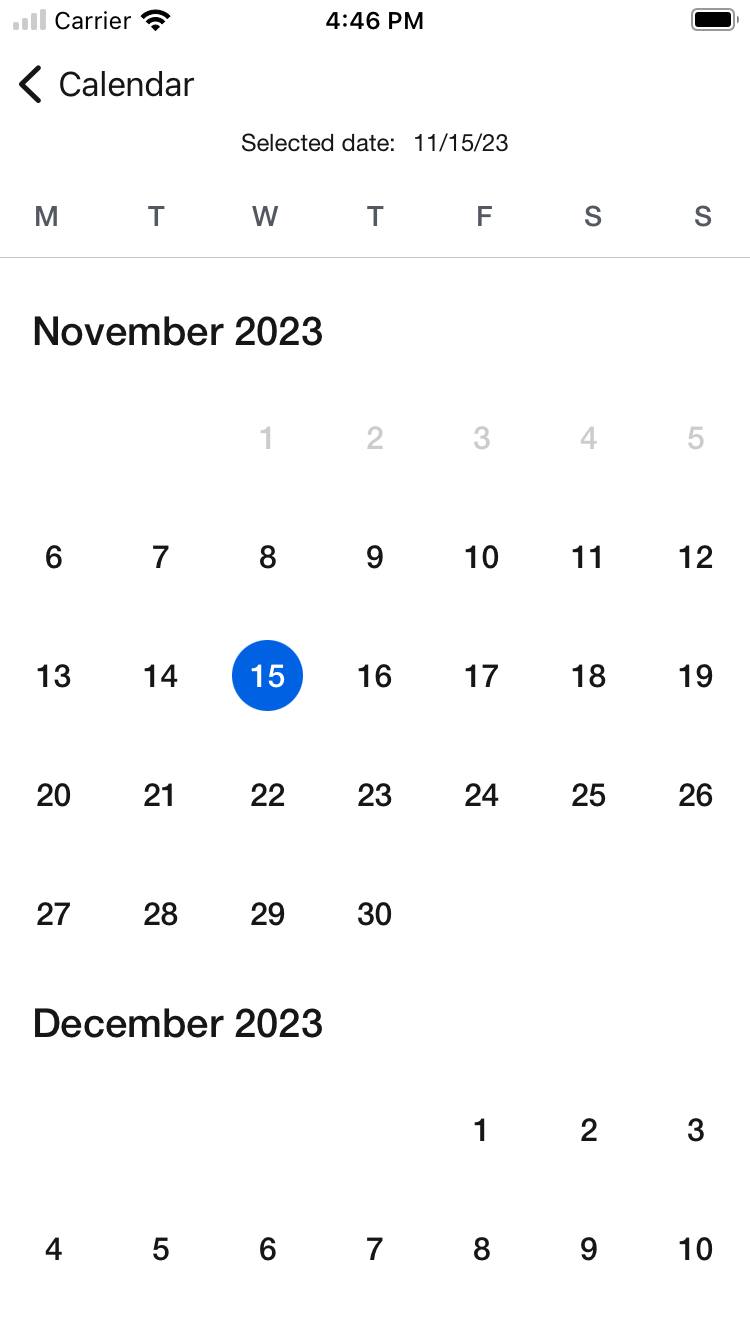 Carrier 4:46 PM
Calendar
Selected date: 11/15/23
M T W T F S S
November 2023
1 2 3 4 5
6 7 8 9 10 11 12
13 14 15 16 17 18 19
20 21 22 23 24 25 26
27 28 29 30
December 2023
1 2 3
4 5 6 7 8 9 10